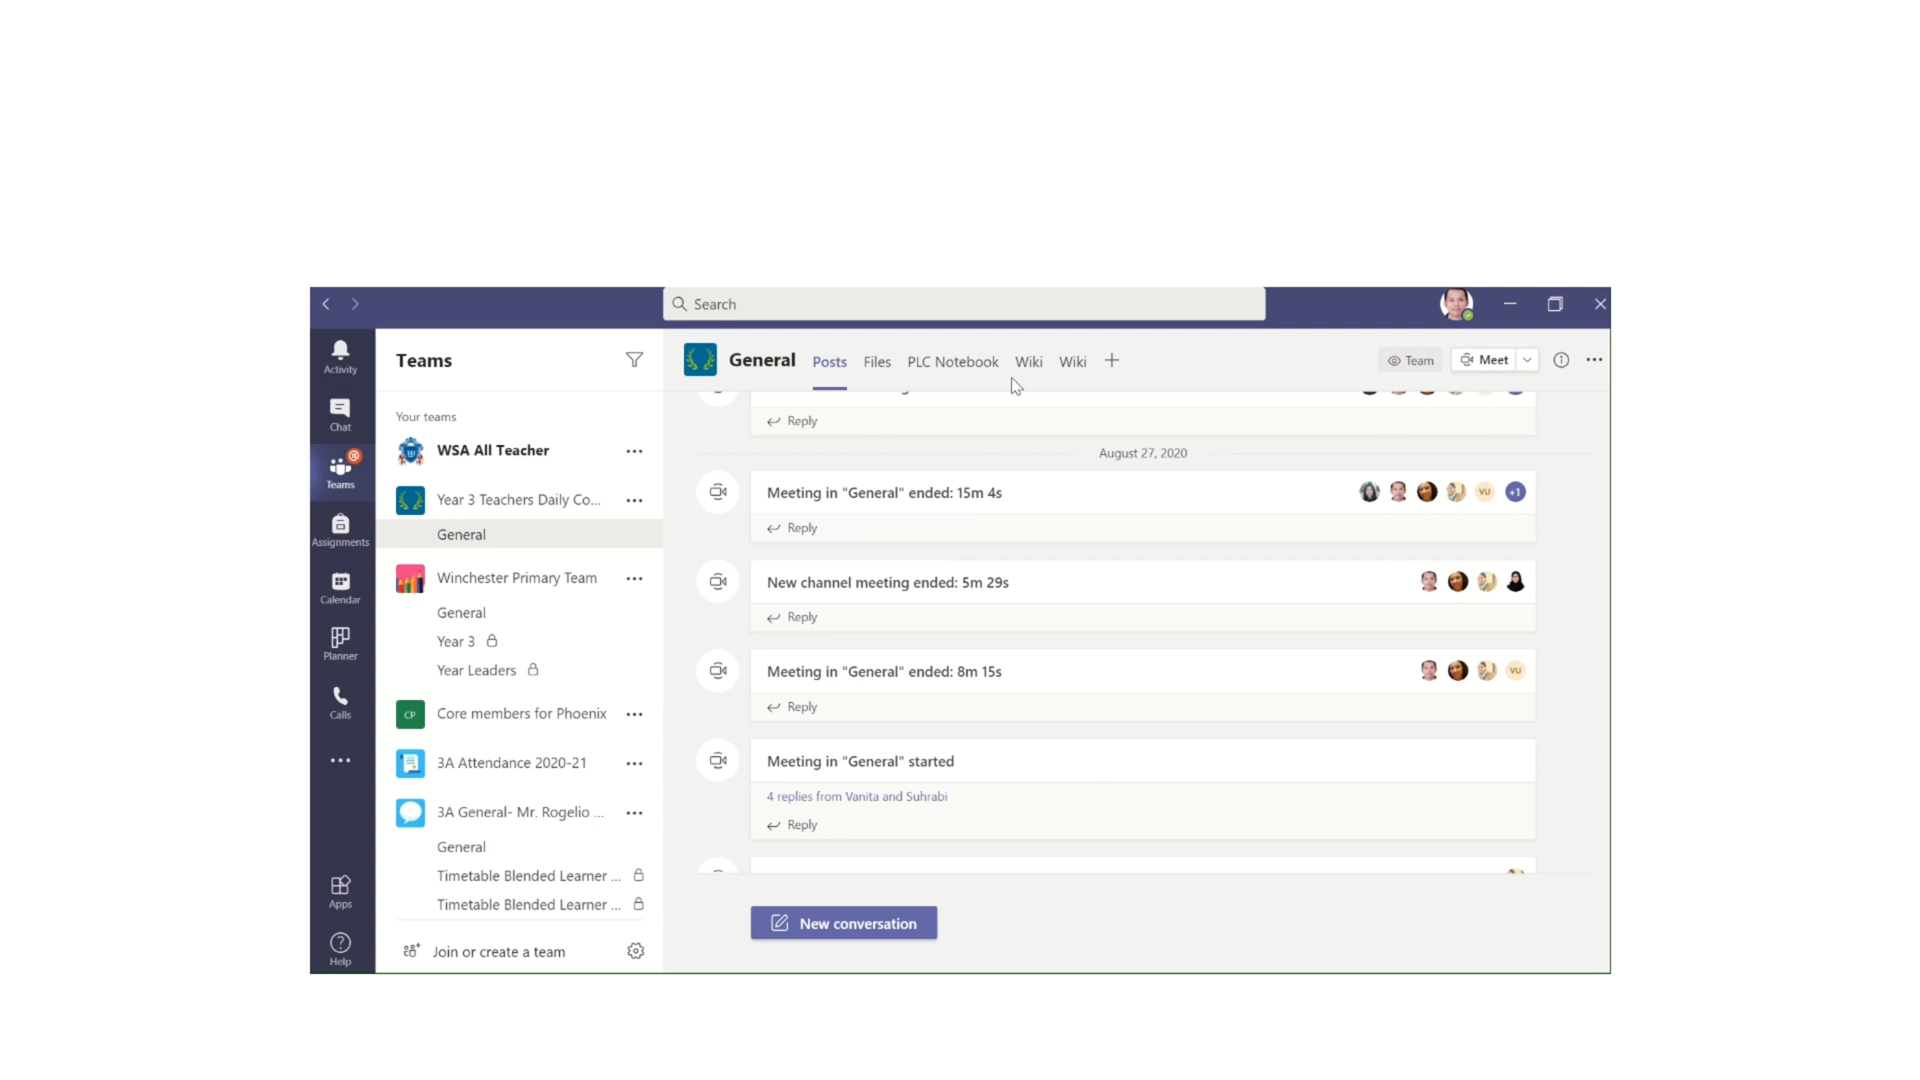 Search
Activity
Chat
Teams
Assignments
Calendar
Planner
Calls
Apps
Help
Teams
Your teams
WSA All Teacher
Year 3 Teachers Daily Co...
General
Winchester Primary Team
General
Year 3
Year Leaders
CP
Core members for Phoenix
3A Attendance 2020-21
3A General- Mr. Rogelio ...
General
Timetable Blended Learner ...
Timetable Blended Learner ...
Join or create a team
General Posts Files PLC Notebook Wiki Wiki
Team Meet
Reply
August 27, 2020
Meeting in "General" ended: 15m 4s
VU +1
Reply
New channel meeting ended: 5m 29s
Reply
Meeting in "General" ended: 8m 15s
VU
Reply
Meeting in "General" started
4 replies from Vanita and Suhrabi
Reply
New conversation